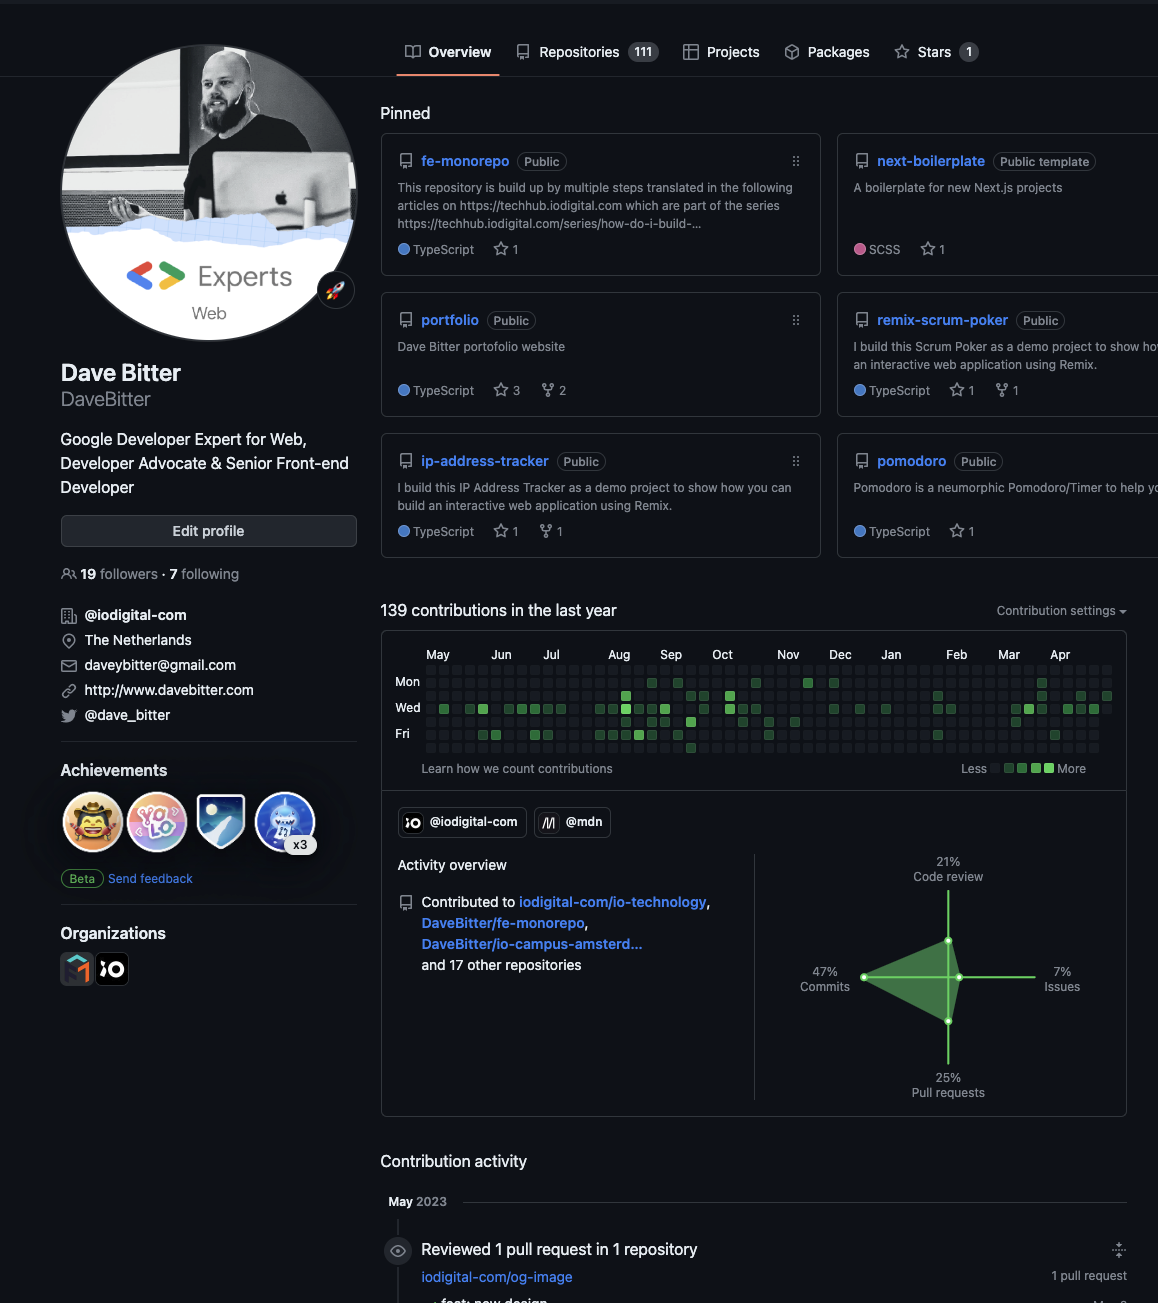 Overview
Repositories 111
Projects
Packages
Stars 1
Experts
Web
Dave Bitter
DaveBitter
Google Developer Expert for Web,
Developer Advocate & Senior Front-end
Developer
Edit profile
19 followers · 7 following
@iodigital-com
The Netherlands
daveybitter@gmail.com
http://www.davebitter.com
@dave_bitter
Achievements
YOLO
x3
Beta Send feedback
Organizations
iO
Pinned
fe-monorepo Public
This repository is build up by multiple steps translated in the following
articles on https://techhub.iodigital.com which are part of the series
https://techhub.iodigital.com/series/how-do-i-build-...
TypeScript 1
next-boilerplate Public template
A boilerplate for new Next.js projects
SCSS 1
portfolio Public
Dave Bitter portofolio website
TypeScript 3 2
remix-scrum-poker Public
I build this Scrum Poker as a demo project to show how
an interactive web application using Remix.
TypeScript 1 1
ip-address-tracker Public
I build this IP Address Tracker as a demo project to show how you can
build an interactive web application using Remix.
TypeScript 1 1
pomodoro Public
Pomodoro is a neumorphic Pomodoro/Timer to help yo
TypeScript 1
139 contributions in the last year
Contribution settings
May Jun Jul Aug Sep Oct Nov Dec Jan Feb Mar Apr
Mon
Wed
Fri
Learn how we count contributions
Less More
@iodigital-com
@mdn
Activity overview
Contributed to iodigital-com/io-technology,
DaveBitter/fe-monorepo,
DaveBitter/io-campus-amsterd...
and 17 other repositories
21%
Code review
47%
Commits
7%
Issues
25%
Pull requests
Contribution activity
May 2023
Reviewed 1 pull request in 1 repository
iodigital-com/og-image
1 pull request
feat: new design